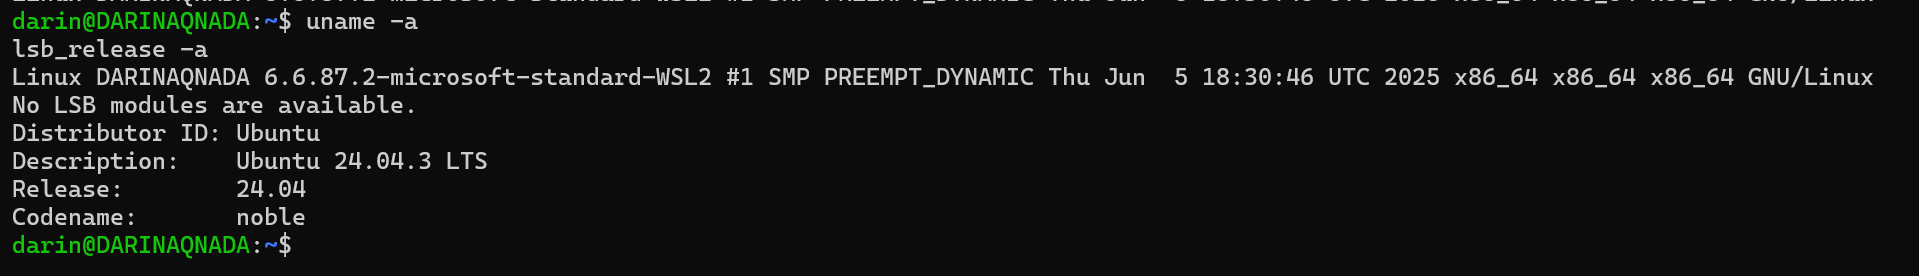 darin@DARINAQNADA:~$ uname -a
lsb_release -a
Linux DARINAQNADA 6.6.87.2-microsoft-standard-WSL2 #1 SMP PREEMPT_DYNAMIC Thu Jun  5 18:30:46 UTC 2025 x86_64 x86_64 x86_64 GNU/Linux
No LSB modules are available.
Distributor ID: Ubuntu
Description:    Ubuntu 24.04.3 LTS
Release:        24.04
Codename:       noble
darin@DARINAQNADA:~$